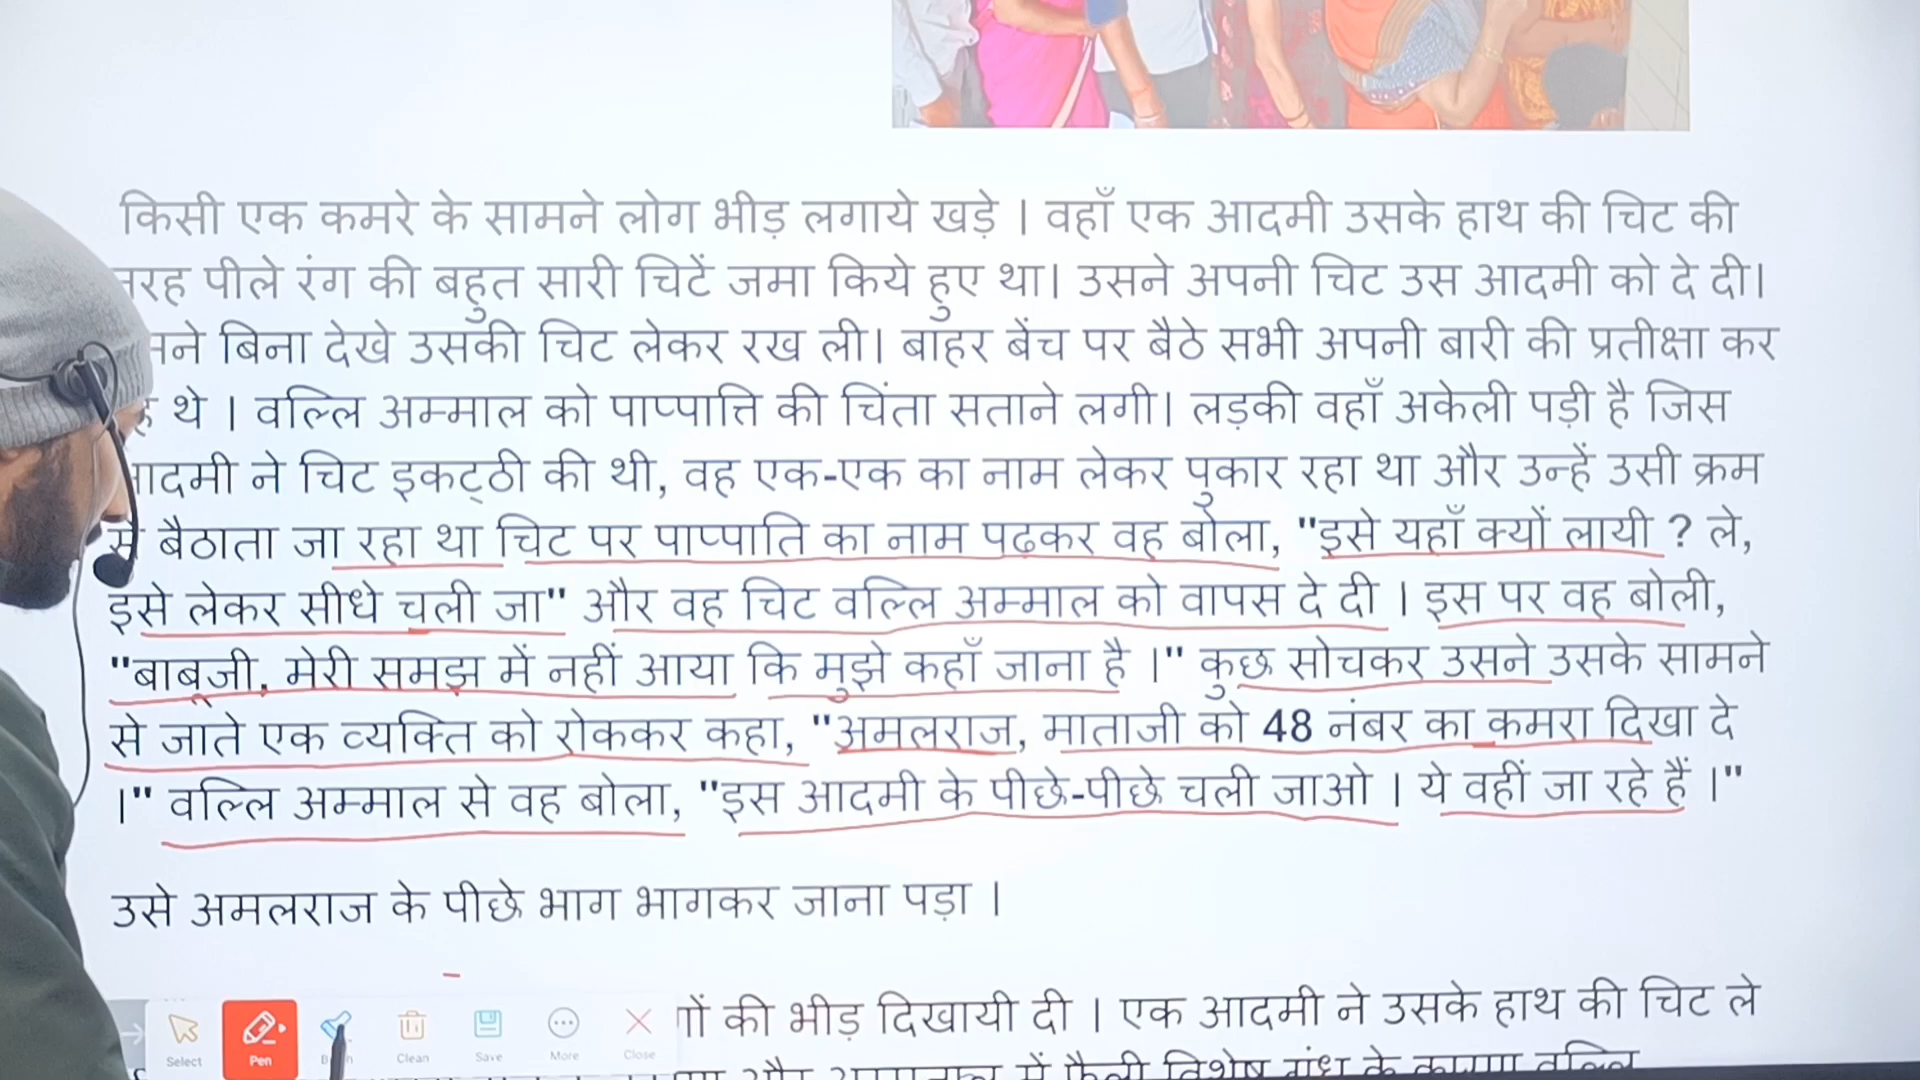 किसी एक कमरे के सामने लोग भीड़ लगाये खड़े । वहाँ एक आदमी उसके हाथ की चिट की
पीले रंग की बहुत सारी चिटें जमा किये हुए था। उसने अपनी चिट उस आदमी को दे दी।
बिना देखे उसकी चिट लेकर रख ली। बाहर बेंच पर बैठे सभी अपनी बारी की प्रतीक्षा कर
थे । वल्लि अम्माल को पाप्पात्ति की चिंता सताने लगी। लड़की वहाँ अकेली पड़ी है जिस
ने चिट इकट्ठी की थी, वह एक-एक का नाम लेकर पुकार रहा था और उन्हें उसी क्रम
से बैठाता जा रहा था चिट पर पाप्पाति का नाम पढकर वह बोला, "इसे यहाँ क्यों लायी ? ले,
इसे लेकर सीधे चली जा" और वह चिट वल्लि अम्माल को वापस दे दी । इस पर वह बोली,
"बाबूजी, मेरी समझ में नहीं आया कि मुझे कहाँ जाना है ।" कुछ सोचकर उसने उसके सामने
से जाते एक व्यक्ति को रोककर कहा, "अमलराज, माताजी को 48 नंबर का कमरा दिखा दे
।" वल्लि अम्माल से वह बोला, "इस आदमी के पीछे-पीछे चली जाओ । ये वहीं जा रहे हैं ।"
उसे अमलराज के पीछे भाग भागकर जाना पड़ा ।
की भीड़ दिखायी दी । एक आदमी ने उसके हाथ की चिट ले
Select Pen Clean Save More Close